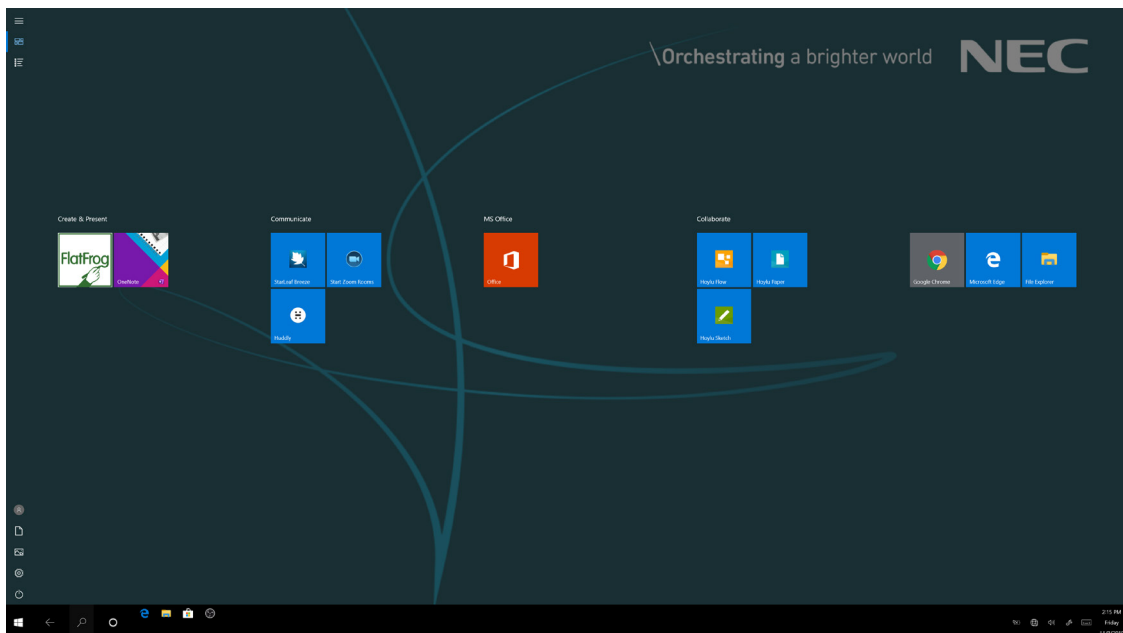 \Orchestrating a brighter world NEC
Create & Present
Communicate
MS Office
Collaborate
FlatFrog
OneNote
StarLeaf Breeze
Start Zoom Rooms
Office
Hoylu Flow
Hoylu Paper
Google Chrome
Microsoft Edge
File Explorer
Huddly
Hoylu Sketch
2:15 PM
Friday